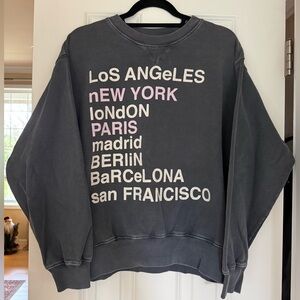 LoS ANGeLES
nEW YORK
loNdON
PARIS
madrid
BERliN
BaRCeLONA
san FRANCISCO